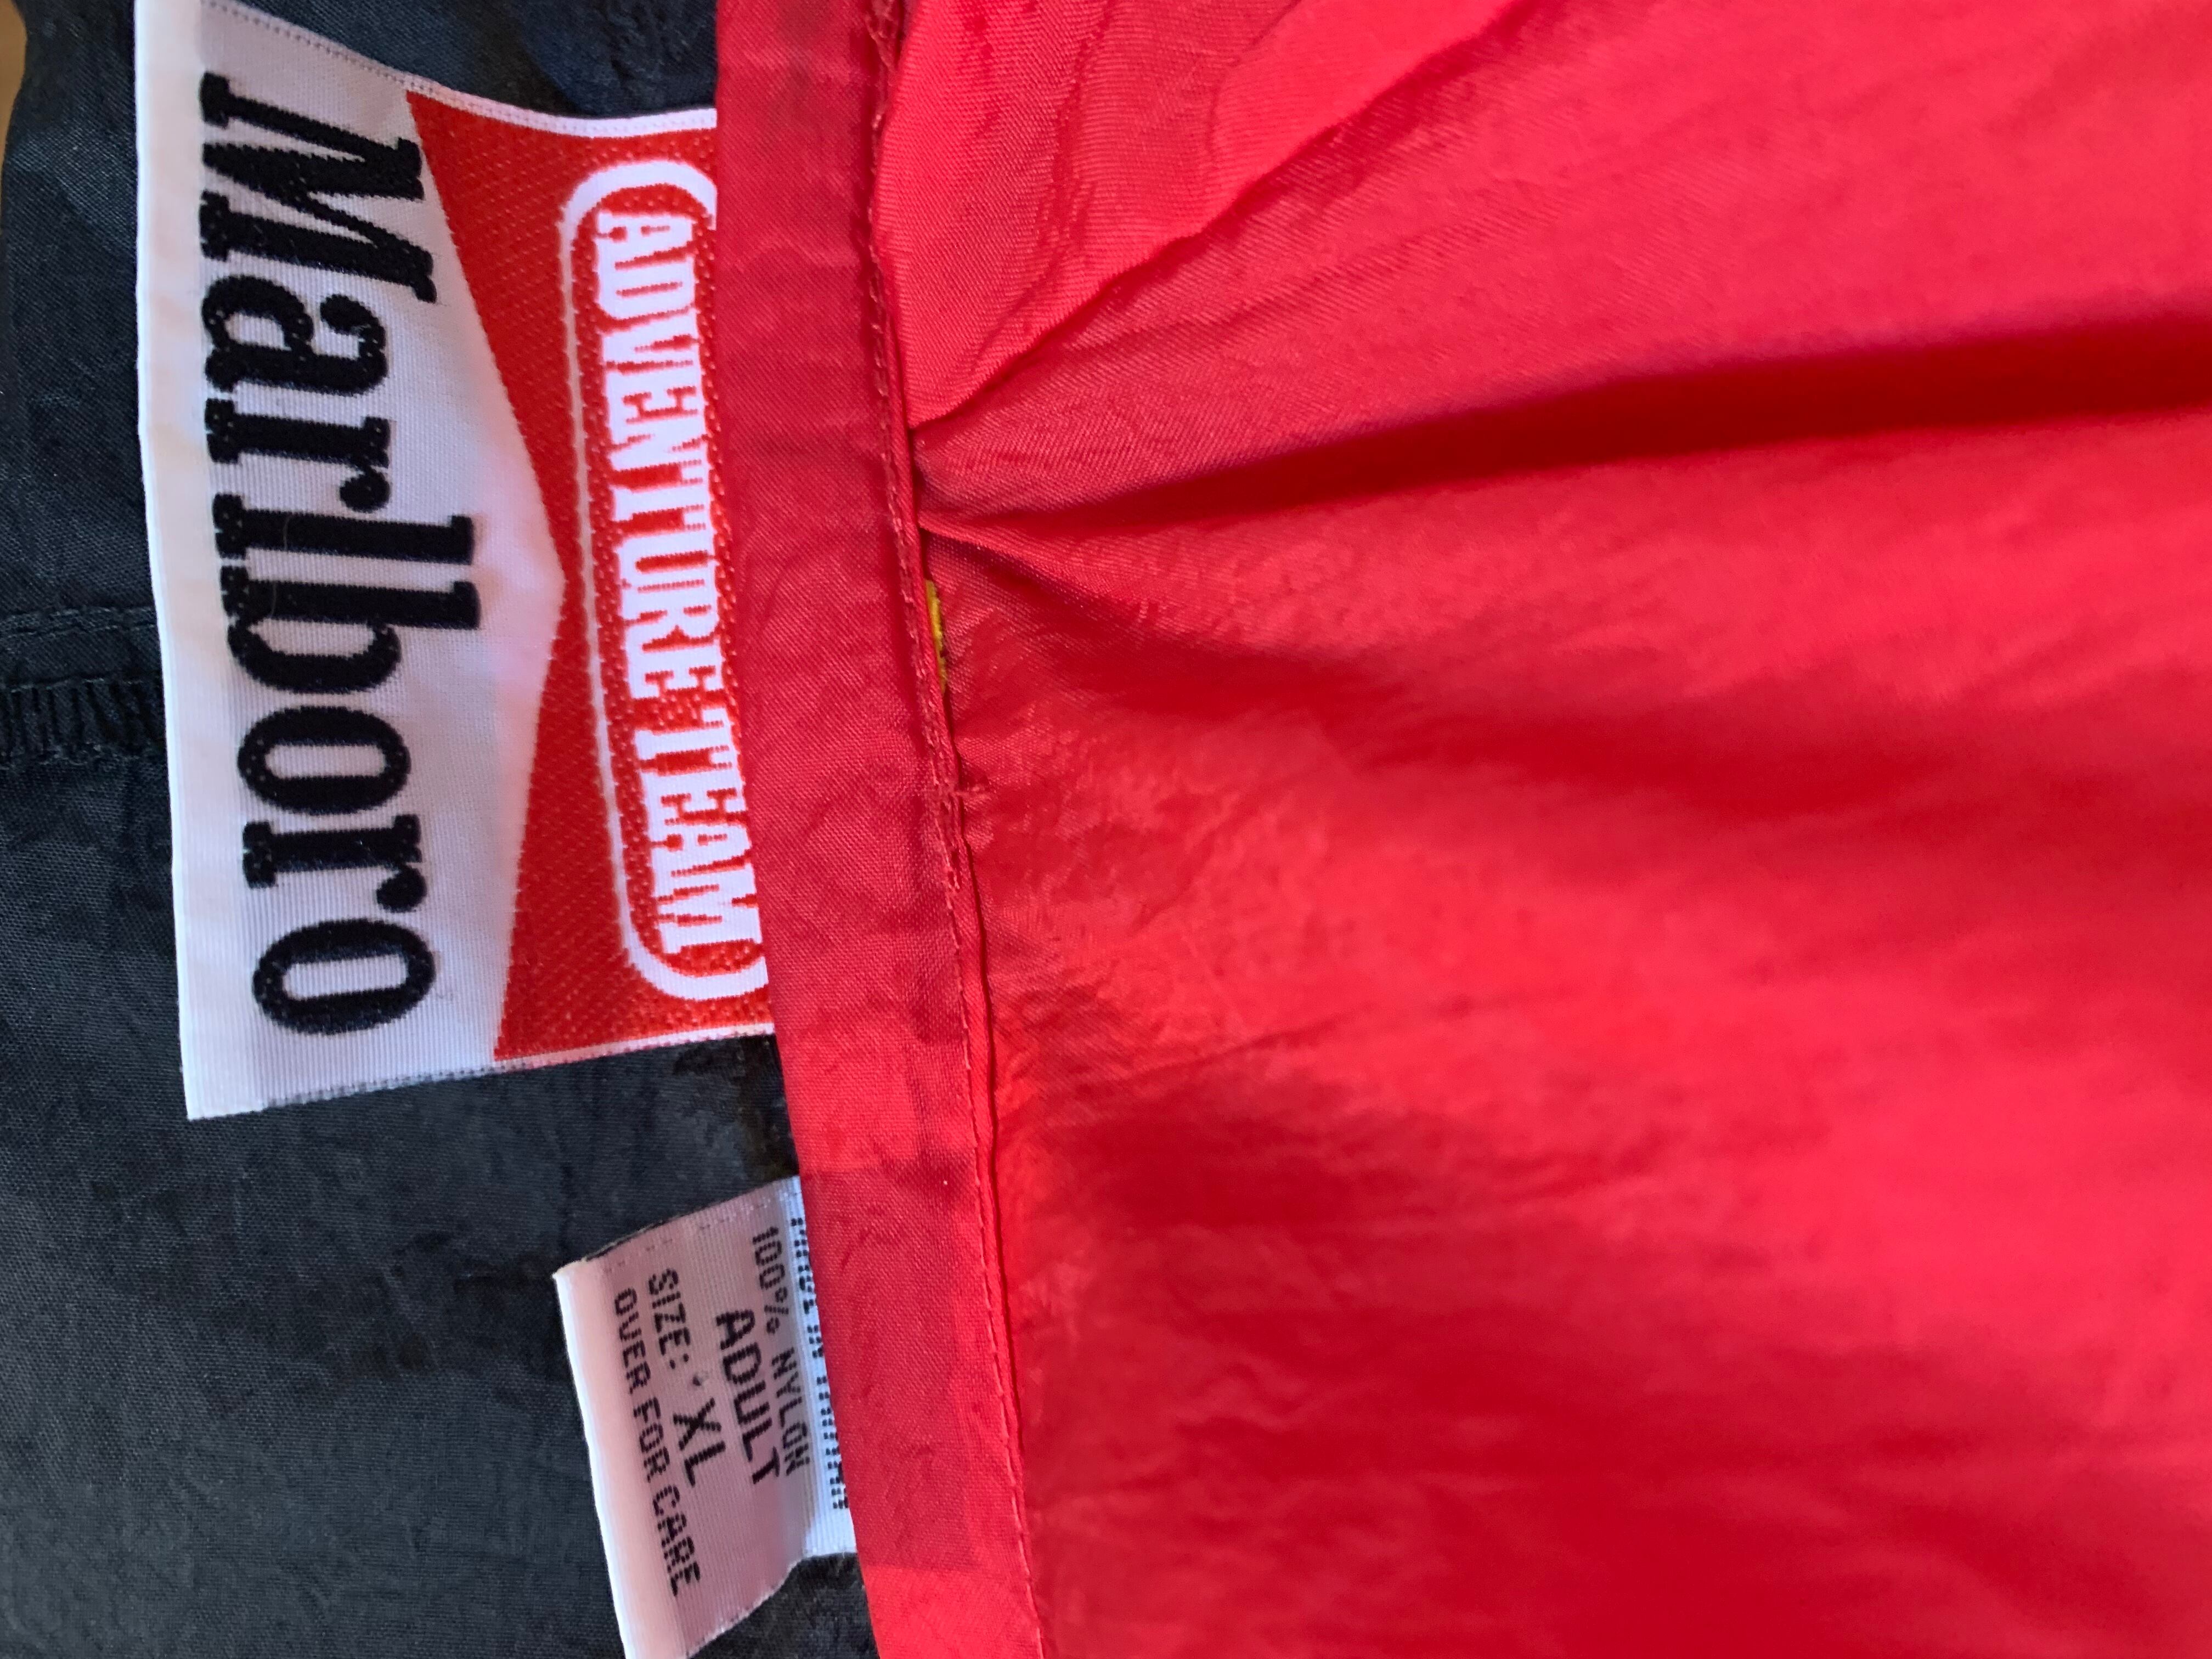 ADVENTURE TEAM
Marlboro
100% NYLON
ADULT
SIZE: XL
OVER FOR CARE